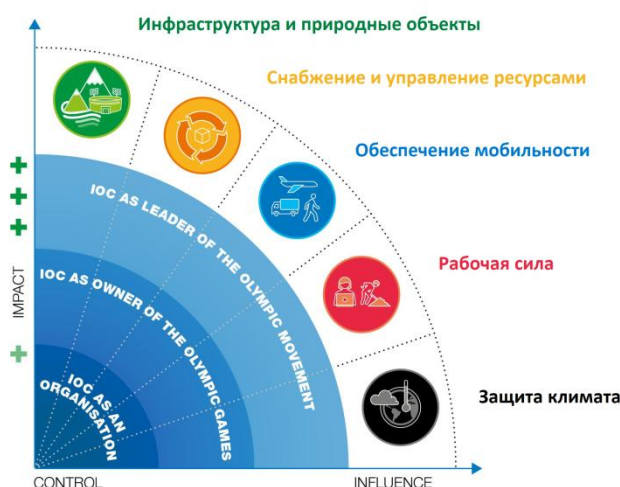 Инфраструктура и природные объекты
Снабжение и управление ресурсами
Обеспечение мобильности
Рабочая сила
Защита климата
IOC AS LEADER OF THE OLYMPIC MOVEMENT
IOC AS OWNER OF THE OLYMPIC GAMES
IOC AS AN
ORGANISATION
IMPACT
CONTROL
INFLUENCE